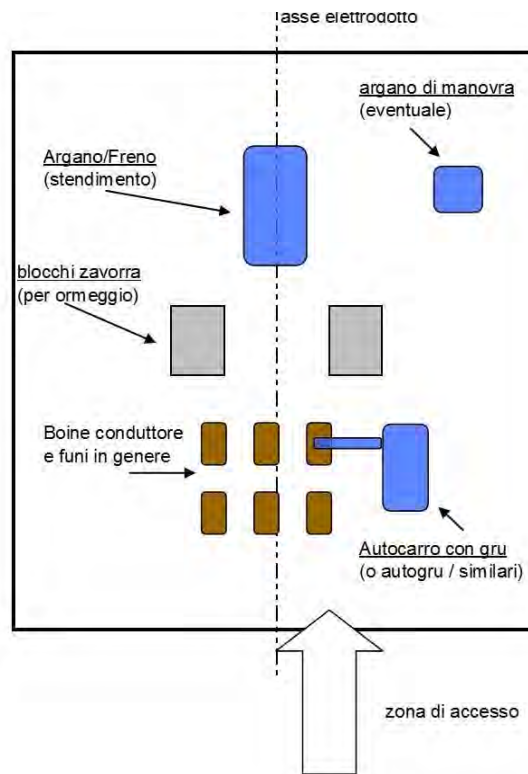 asse elettrodotto
argano di manovra
(eventuale)
Argano/Freno
(stendimento)
blocchi zavorra
(per ormeggio)
Boine conduttore
e funi in genere
Autocarro con gru
(o autogru / similari)
zona di accesso